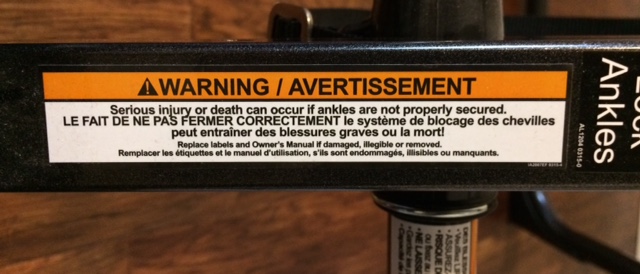 ⚠WARNING / AVERTISSEMENT
Serious injury or death can occur if ankles are not properly secured.
LE FAIT DE NE PAS FERMER CORRECTEMENT le système de blocage des chevilles
peut entraîner des blessures graves ou la mort!
Replace labels and Owner's Manual if damaged, illegible or removed.
Remplacer les étiquettes et le manuel d'utilisation, s'ils sont endommagés, illisibles ou manquants.
Ankles
AL1204 0315-0